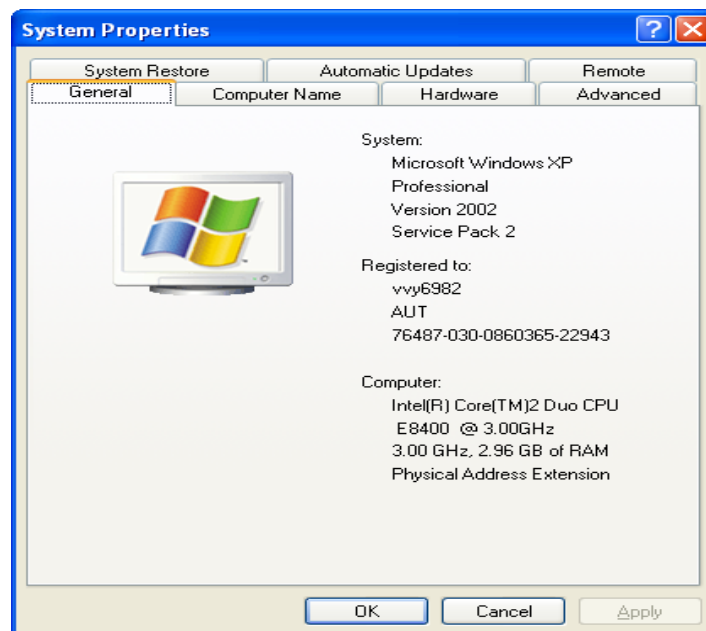 System Properties
System Restore
Automatic Updates
Remote
General
Computer Name
Hardware
Advanced
System:
Microsoft Windows XP
Professional
Version 2002
Service Pack 2
Registered to:
vvy6982
AUT
76487-030-0860365-22943
Computer:
Intel(R) Core(TM)2 Duo CPU
E8400 @ 3.00GHz
3.00 GHz, 2.96 GB of RAM
Physical Address Extension
OK
Cancel
Apply